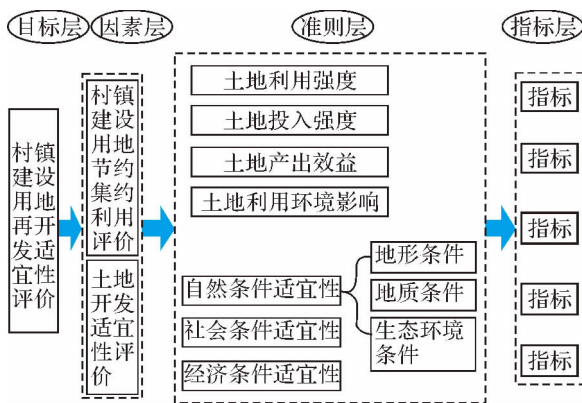 目标层 因素层 准则层 指标层
村镇
建设
用地
再开
发适
宜性
评价
村镇
建设
用地
节约
集约
利用
评价
土地
开发
适宜
性评
价
土地利用强度
土地投入强度
土地产出效益
土地利用环境影响
自然条件适宜性
地形条件
地质条件
生态环境
条件
社会条件适宜性
经济条件适宜性
指标
指标
指标
指标
指标